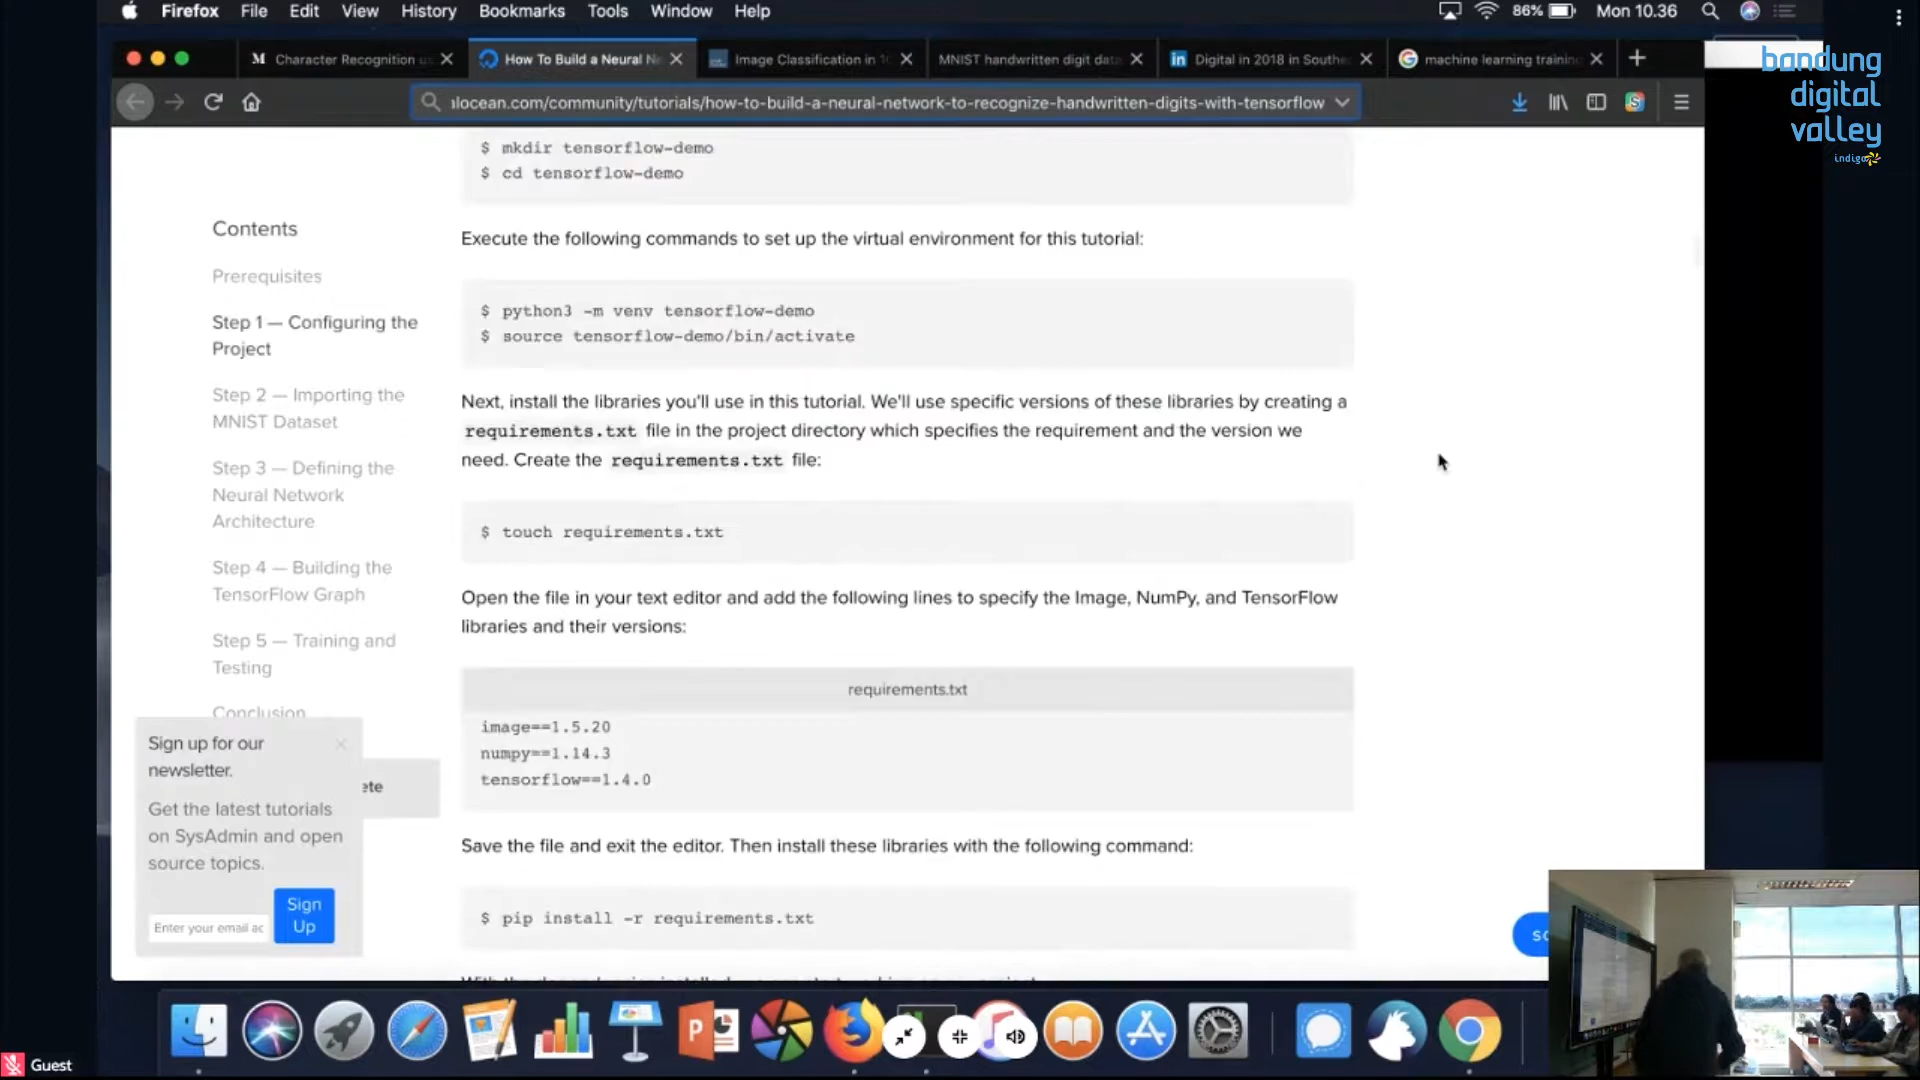 Firefox File Edit View History Bookmarks Tools Window Help
86% Mon 10.36
bandung
digital
valley
indigo
Character Recognition u
How To Build a Neural N
Image Classification in 1
MNIST handwritten digit dat
Digital in 2018 in Southe
machine learning training
locean.com/community/tutorials/how-to-build-a-neural-network-to-recognize-handwritten-digits-with-tensorflow
$ mkdir tensorflow-demo
$ cd tensorflow-demo
Execute the following commands to set up the virtual environment for this tutorial:
$ python3 -m venv tensorflow-demo
$ source tensorflow-demo/bin/activate
Next, install the libraries you'll use in this tutorial. We'll use specific versions of these libraries by creating a
requirements.txt file in the project directory which specifies the requirement and the version we
need. Create the requirements.txt file:
$ touch requirements.txt
Open the file in your text editor and add the following lines to specify the Image, NumPy, and TensorFlow
libraries and their versions:
requirements.txt
image==1.5.20
numpy==1.14.3
tensorflow==1.4.0
Save the file and exit the editor. Then install these libraries with the following command:
$ pip install -r requirements.txt
Contents
Prerequisites
Step 1 — Configuring the
Project
Step 2 — Importing the
MNIST Dataset
Step 3 — Defining the
Neural Network
Architecture
Step 4 — Building the
TensorFlow Graph
Step 5 — Training and
Testing
Conclusion
Sign up for our
newsletter.
ete
Get the latest tutorials
on SysAdmin and open
source topics.
Enter your email ac
Sign
Up
Guest